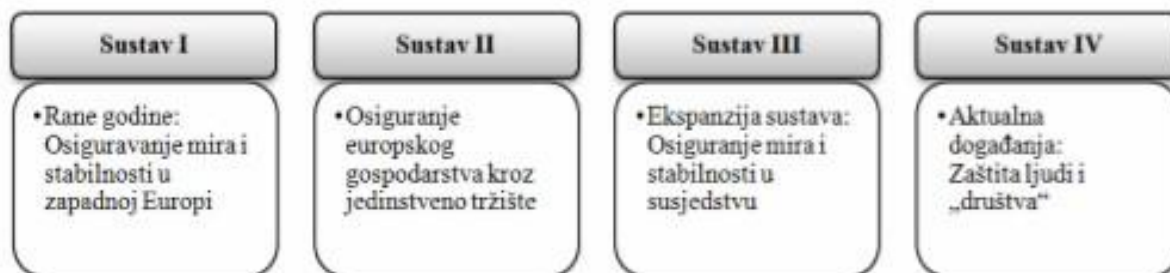 Sustav I
•Rane godine:
Osiguravanje mira i
stabilnosti u
zapadnoj Europi
Sustav II
•Osiguranje
europskog
gospodarstva kroz
jedinstveno tržište
Sustav III
•Ekspanzija sustava:
Osiguranje mira i
stabilnosti u
susjedstvu
Sustav IV
•Aktualna
događanja:
Zaštita ljudi i
„društva“